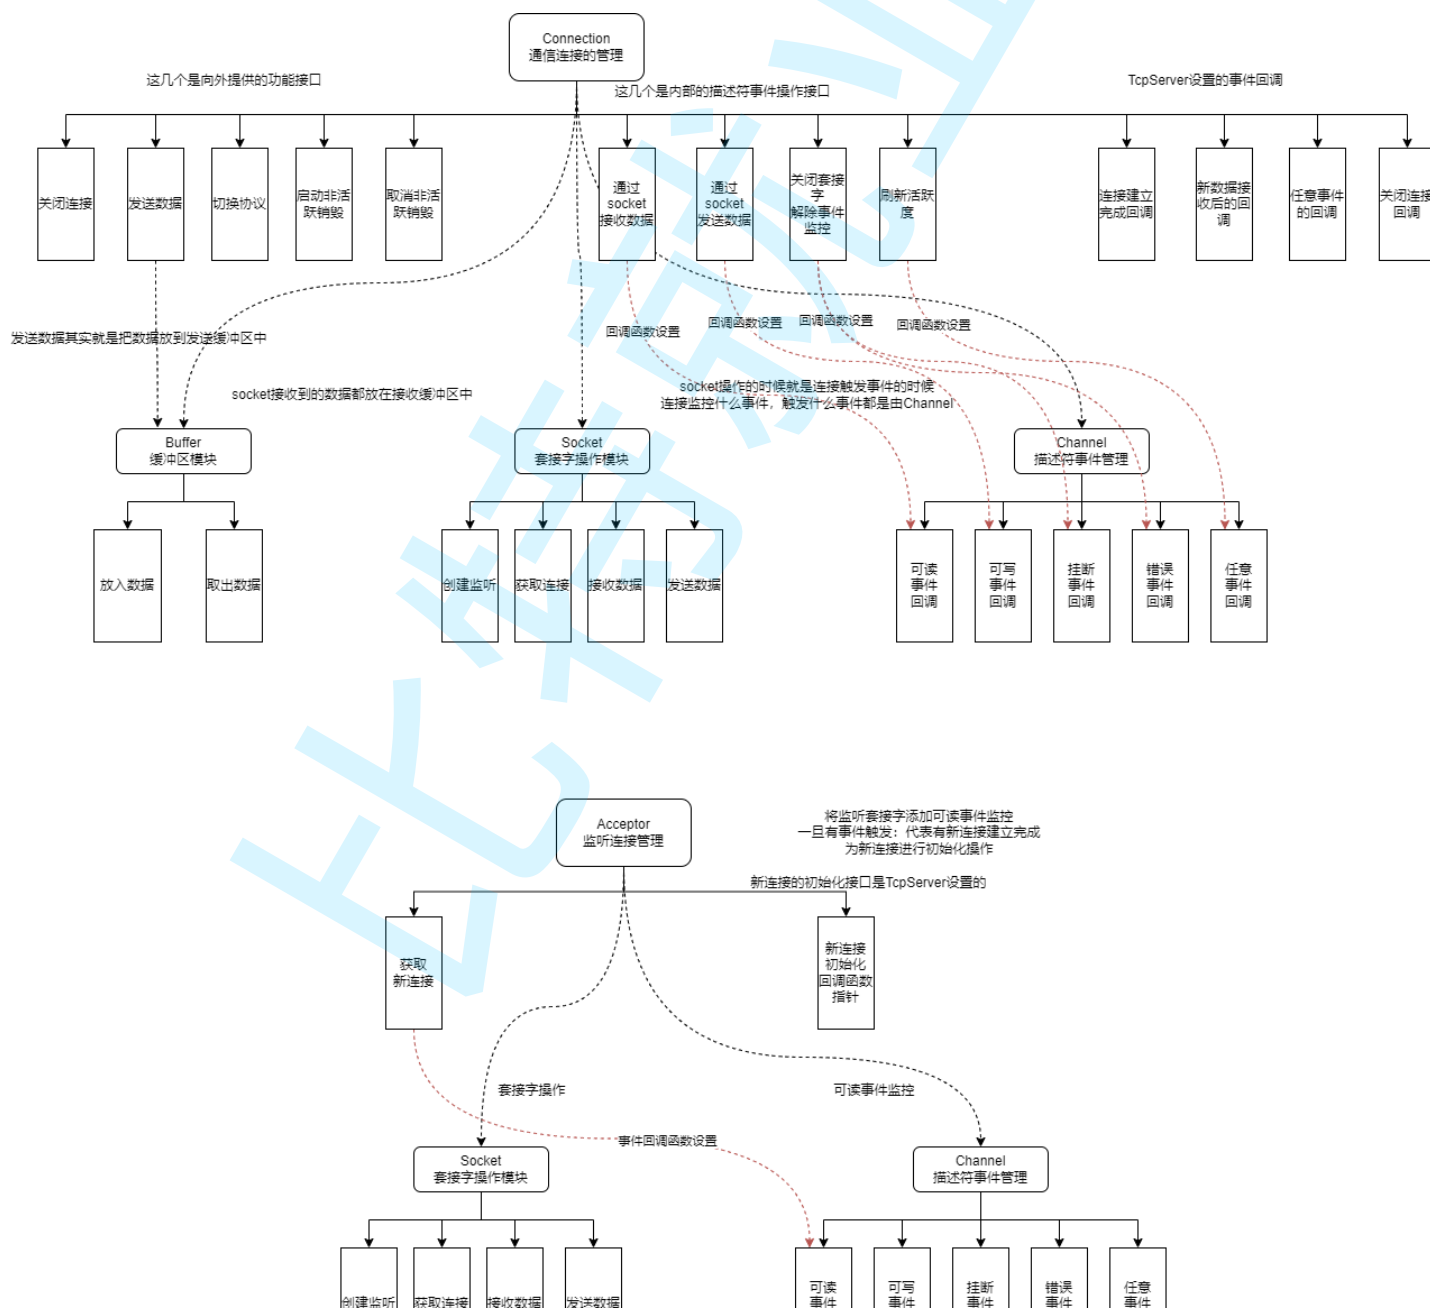 Connection
通信连接的管理
这几个是向外提供的功能接口
这几个是内部的描述符事件操作接口
TcpServer设置的事件回调
关闭连接
发送数据
切换协议
启动非活
跃销毁
取消非活
跃销毁
通过
socket
接收数据
通过
socket
发送数据
关闭套接
字
解除事件
监控
刷新活跃
度
连接建立
完成回调
新数据接
收后的回
调
任意事件
的回调
关闭连接
回调
发送数据其实就是把数据放到发送缓冲区中
回调函数设置
回调函数设置
回调函数设置
回调函数设置
socket接收到的数据都放在接收缓冲区中
socket操作的时候就是连接触发事件的时候
连接监控什么事件，触发什么事件都是由Channel
Buffer
缓冲区模块
Socket
套接字操作模块
Channel
描述符事件管理
放入数据
取出数据
创建监听
获取连接
接收数据
发送数据
可读
事件
回调
可写
事件
回调
挂断
事件
回调
错误
事件
回调
任意
事件
回调
Acceptor
监听连接管理
将监听套接字添加可读事件监控
一旦有事件触发：代表有新连接建立完成
为新连接进行初始化操作
新连接的初始化接口是TcpServer设置的
获取
新连接
新连接
初始化
回调函数
指针
套接字操作
可读事件监控
事件回调函数设置
Socket
套接字操作模块
Channel
描述符事件管理
创建监听
获取连接
接收数据
发送数据
可读
事件
可写
事件
挂断
事件
错误
事件
任意
事件
比特就业